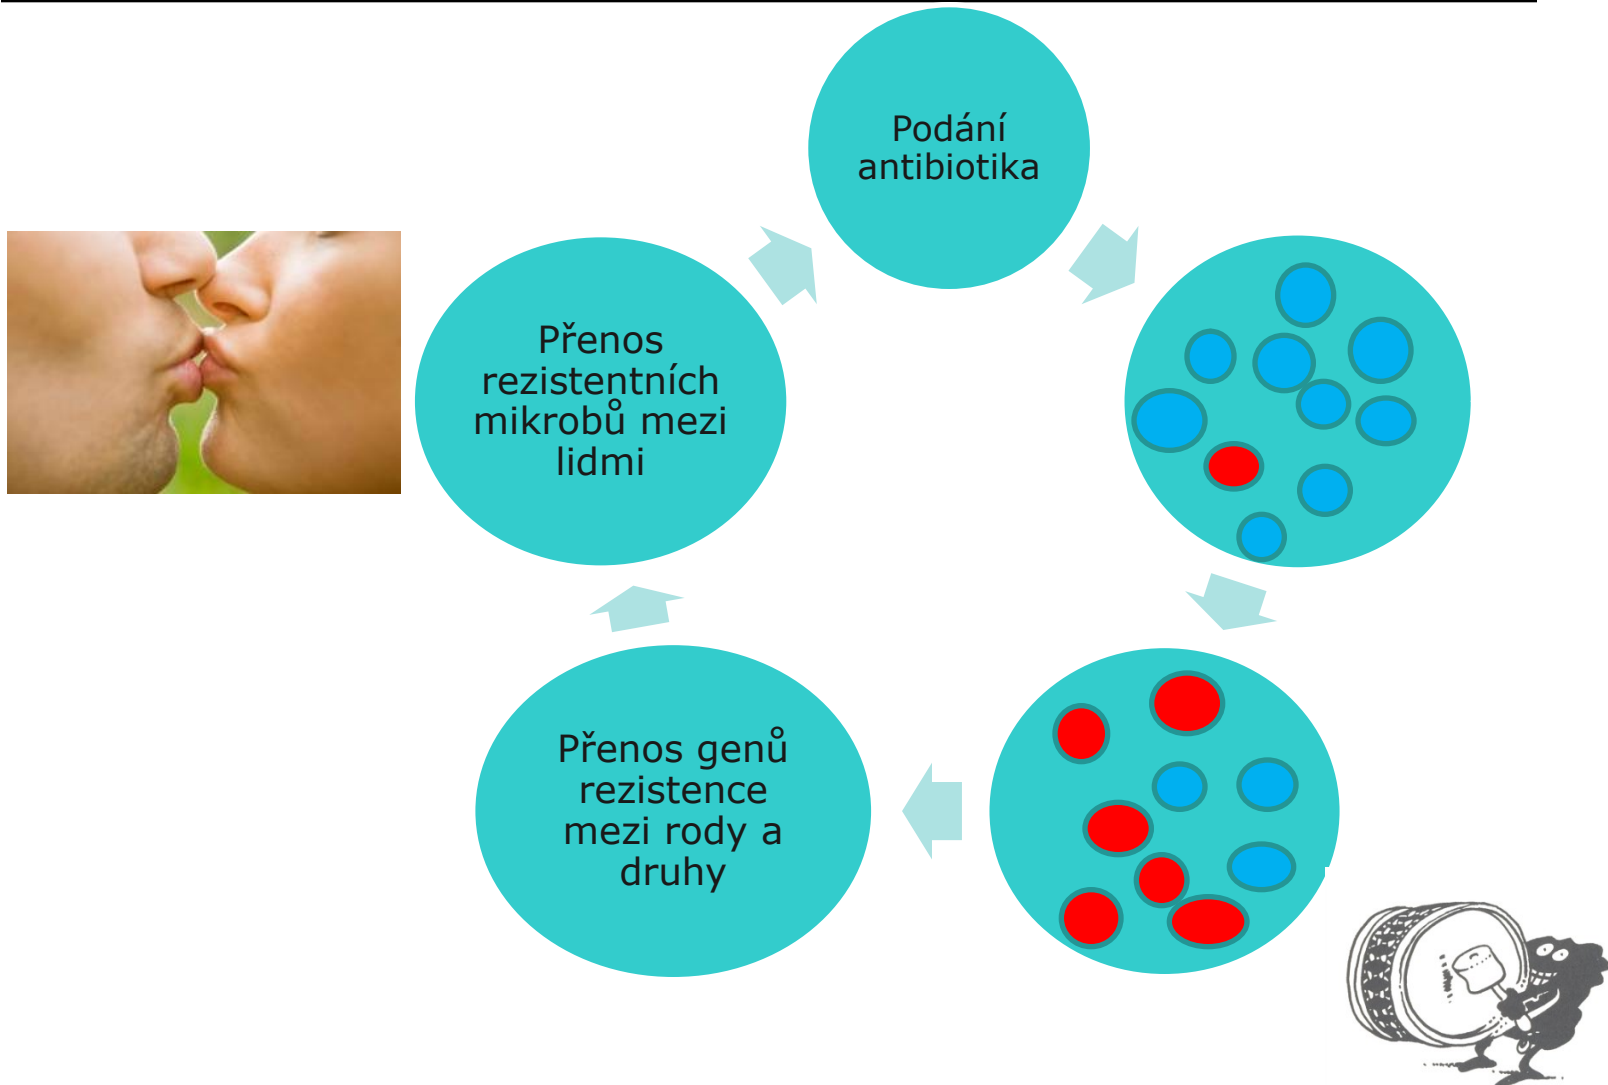 Podání
antibiotika
Přenos
rezistentních
mikrobů mezi
lidmi
Přenos genů
rezistence
mezi rody a
druhy